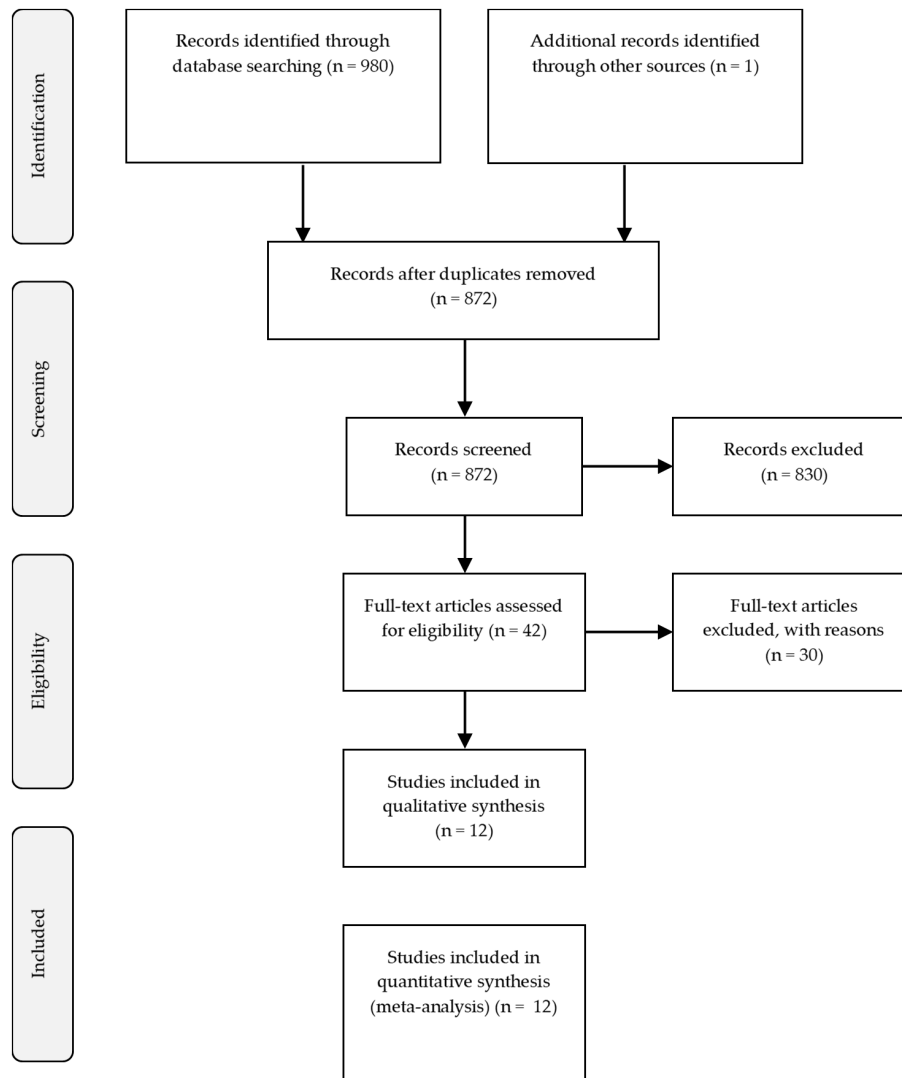 Identification
Records identified through
database searching (n = 980)
Additional records identified
through other sources (n = 1)
Records after duplicates removed
(n = 872)
Screening
Records screened
(n = 872)
Records excluded
(n = 830)
Eligibility
Full-text articles assessed
for eligibility (n = 42)
Full-text articles
excluded, with reasons
(n = 30)
Studies included in
qualitative synthesis
(n = 12)
Included
Studies included in
quantitative synthesis
(meta-analysis) (n = 12)